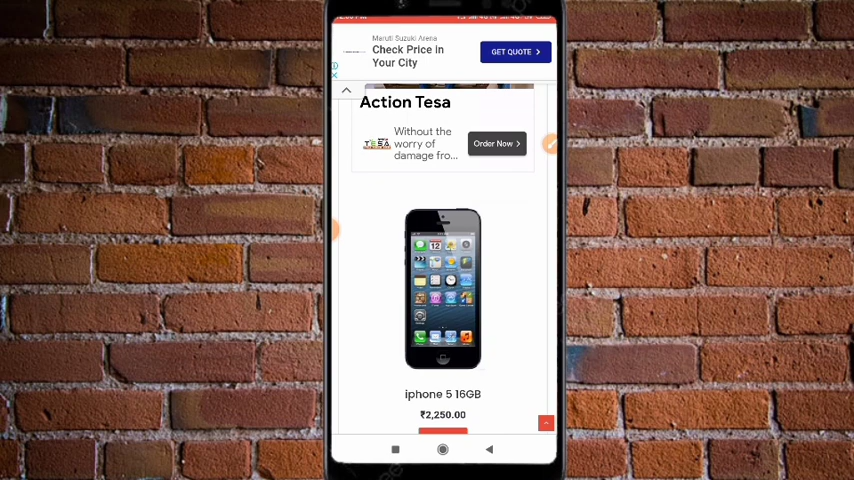 Maruti Suzuki Arena
Check Price in
Your City
GET QUOTE
Action Tesa
Without the
worry of
damage fro...
TESA
Order Now
12
iphone 5 16GB
₹2,250.00